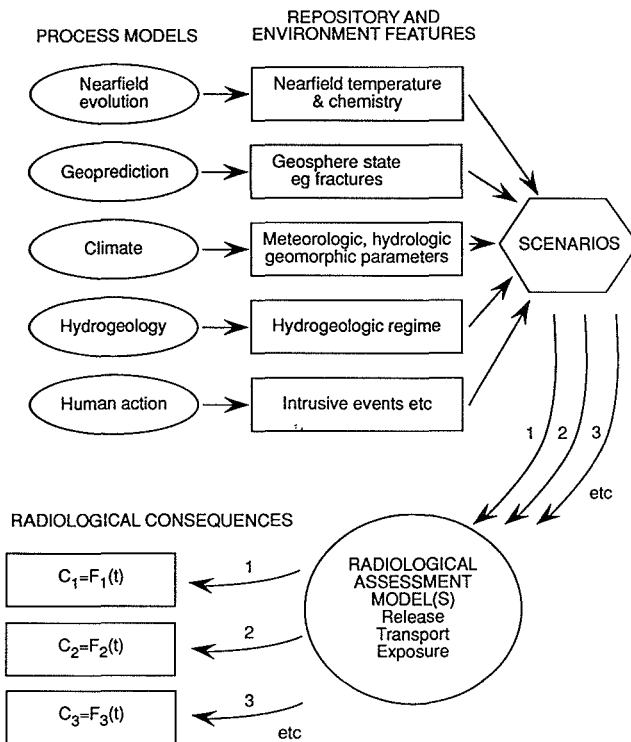 PROCESS MODELS
REPOSITORY AND
ENVIRONMENT FEATURES
Nearfield
evolution
Nearfield temperature
& chemistry
Geoprediction
Geosphere state
eg fractures
Climate
Meteorologic, hydrologic
geomorphic parameters
SCENARIOS
Hydrogeology
Hydrogeologic regime
Human action
Intrusive events etc
1
2
3
etc
RADIOLOGICAL CONSEQUENCES
C₁=F₁(t)
1
C₂=F₂(t)
2
C₃=F₃(t)
3
etc
RADIOLOGICAL
ASSESSMENT
MODEL(S)
Release
Transport
Exposure